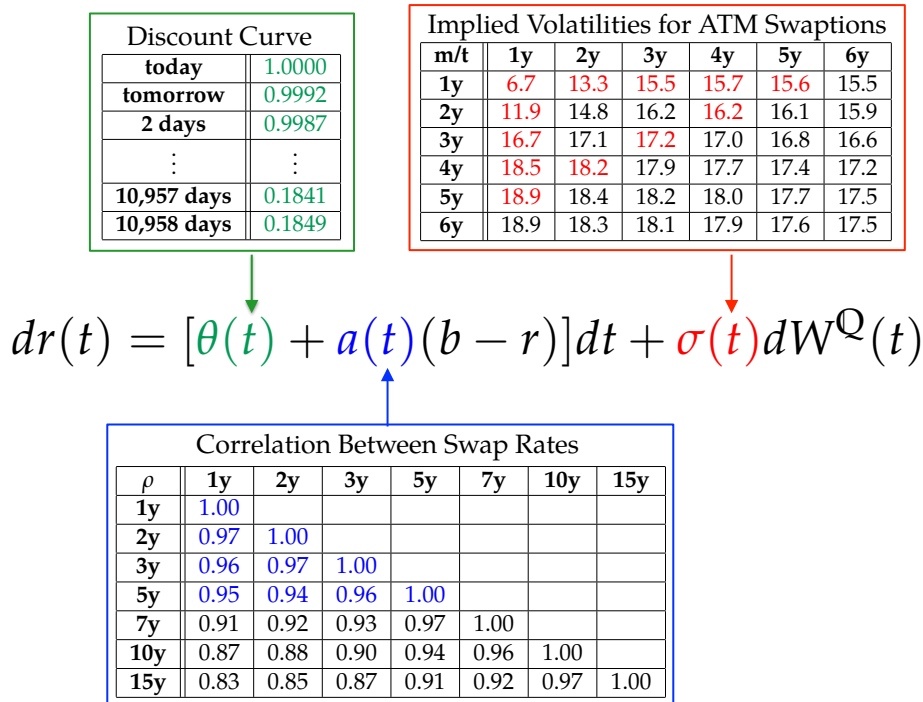 Discount Curve
today 1.0000
tomorrow 0.9992
2 days 0.9987
⋮ ⋮
10,957 days 0.1841
10,958 days 0.1849
Implied Volatilities for ATM Swaptions
m/t 1y 2y 3y 4y 5y 6y
1y 6.7 13.3 15.5 15.7 15.6 15.5
2y 11.9 14.8 16.2 16.2 16.1 15.9
3y 16.7 17.1 17.2 17.0 16.8 16.6
4y 18.5 18.2 17.9 17.7 17.4 17.2
5y 18.9 18.4 18.2 18.0 17.7 17.5
6y 18.9 18.3 18.1 17.9 17.6 17.5
dr(t) = [θ(t) + a(t)(b − r)]dt + σ(t)dW^ℚ(t)
Correlation Between Swap Rates
ρ 1y 2y 3y 5y 7y 10y 15y
1y 1.00
2y 0.97 1.00
3y 0.96 0.97 1.00
5y 0.95 0.94 0.96 1.00
7y 0.91 0.92 0.93 0.97 1.00
10y 0.87 0.88 0.90 0.94 0.96 1.00
15y 0.83 0.85 0.87 0.91 0.92 0.97 1.00